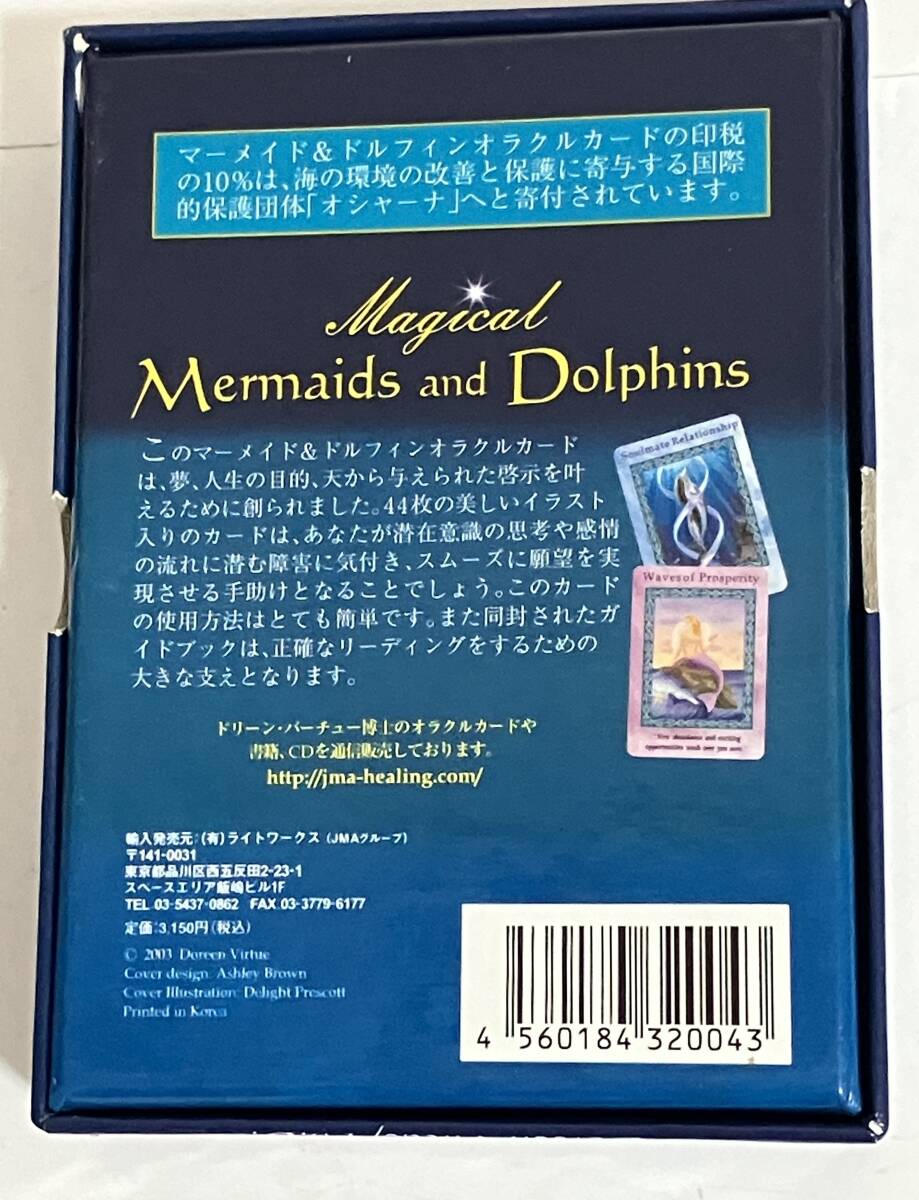 マーメイド&ドルフィンオラクルカードの印税
の10%は、海の環境の改善と保護に寄与する国際
的保護団体「オシャーナ」へと寄付されています。
Magical
Mermaids and Dolphins
このマーメイド&ドルフィンオラクルカード
は、夢、人生の目的、天から与えられた啓示を叶
えるために創られました。44枚の美しいイラスト
入りのカードは、あなたが潜在意識の思考や感情
の流れに潜む障害に気付き、スムーズに願望を実
現させる手助けとなることでしょう。このカード
の使用方法はとても簡単です。また同封されたガ
イドブックは、正確なリーディングをするための
大きな支えとなります。
Soulmate Relationship
Waves of Prosperity
New abundance and exciting
opportunities wash over you now.
ドリーン・バーチュー博士のオラクルカードや
書籍、CDを通信販売しております。
http://jma-healing.com/
輸入発売元:(有)ライトワークス(JMAグループ)
〒141-0031
東京都品川区西五反田2-23-1
スペースエリア飯嶋ビル1F
TEL 03-5437-0862 FAX 03-3779-6177
定価:3,150円(税込)
© 2003 Doreen Virtue
Cover design: Ashley Brown
Cover Illustration: Delight Prescott
Printed in Korea
4 560184 320043